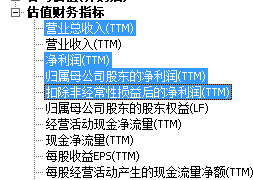 估值财务指标
营业总收入(TTM)
营业收入(TTM)
净利润(TTM)
归属母公司股东的净利润(TTM)
扣除非经常性损益后的净利润(TTM)
归属母公司股东的股东权益(LF)
经营活动现金净流量(TTM)
现金净流量(TTM)
每股收益EPS(TTM)
每股经营活动产生的现金流量净额(TTM)